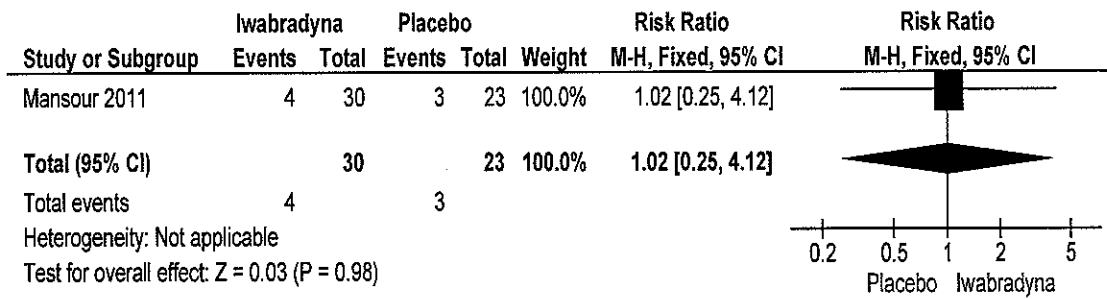 Iwabradyna Placebo Risk Ratio Risk Ratio
Study or Subgroup Events Total Events Total Weight M-H, Fixed, 95% CI M-H, Fixed, 95% CI
Mansour 2011 4 30 3 23 100.0% 1.02 [0.25, 4.12]
Total (95% CI) 30 23 100.0% 1.02 [0.25, 4.12]
Total events 4 3
Heterogeneity: Not applicable
Test for overall effect: Z = 0.03 (P = 0.98)
0.2 0.5 1 2 5
Placebo Iwabradyna